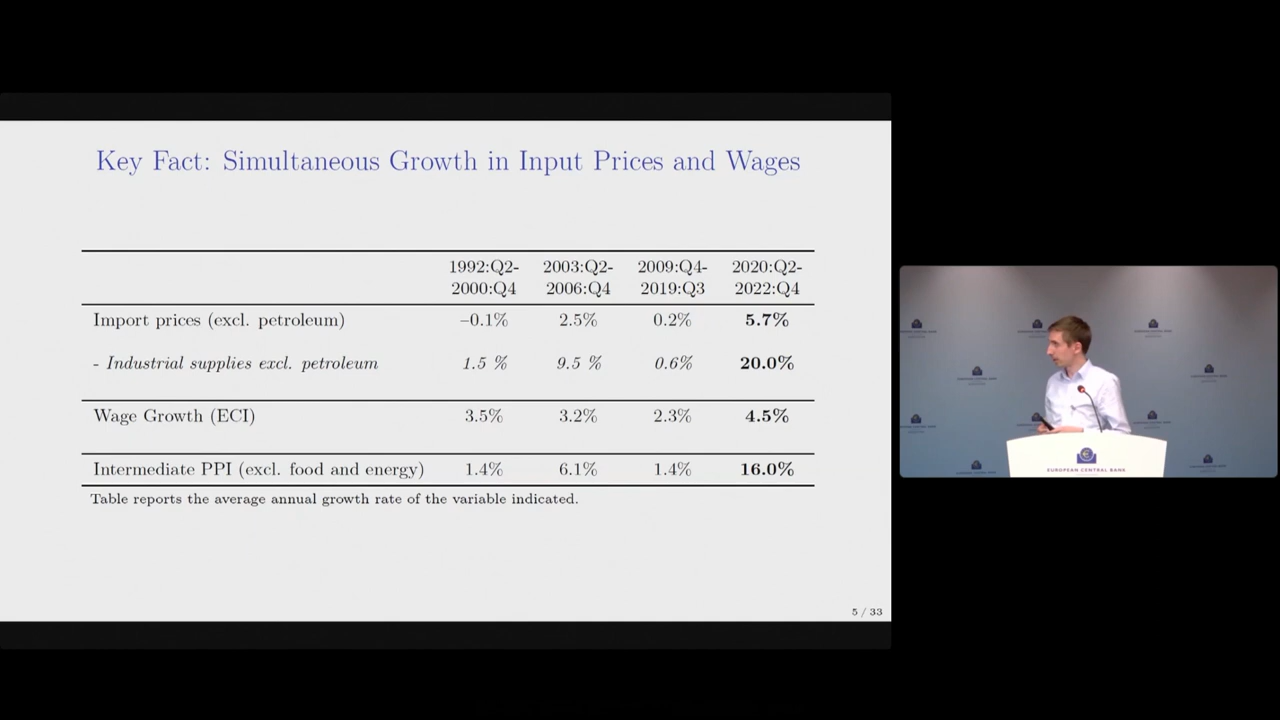 Key Fact: Simultaneous Growth in Input Prices and Wages
1992:Q2- 2003:Q2- 2009:Q4- 2020:Q2-
2000:Q4 2006:Q4 2019:Q3 2022:Q4
Import prices (excl. petroleum) –0.1% 2.5% 0.2% 5.7%
- Industrial supplies excl. petroleum 1.5 % 9.5 % 0.6% 20.0%
Wage Growth (ECI) 3.5% 3.2% 2.3% 4.5%
Intermediate PPI (excl. food and energy) 1.4% 6.1% 1.4% 16.0%
Table reports the average annual growth rate of the variable indicated.
5 / 33
EUROPEAN CENTRAL BANK